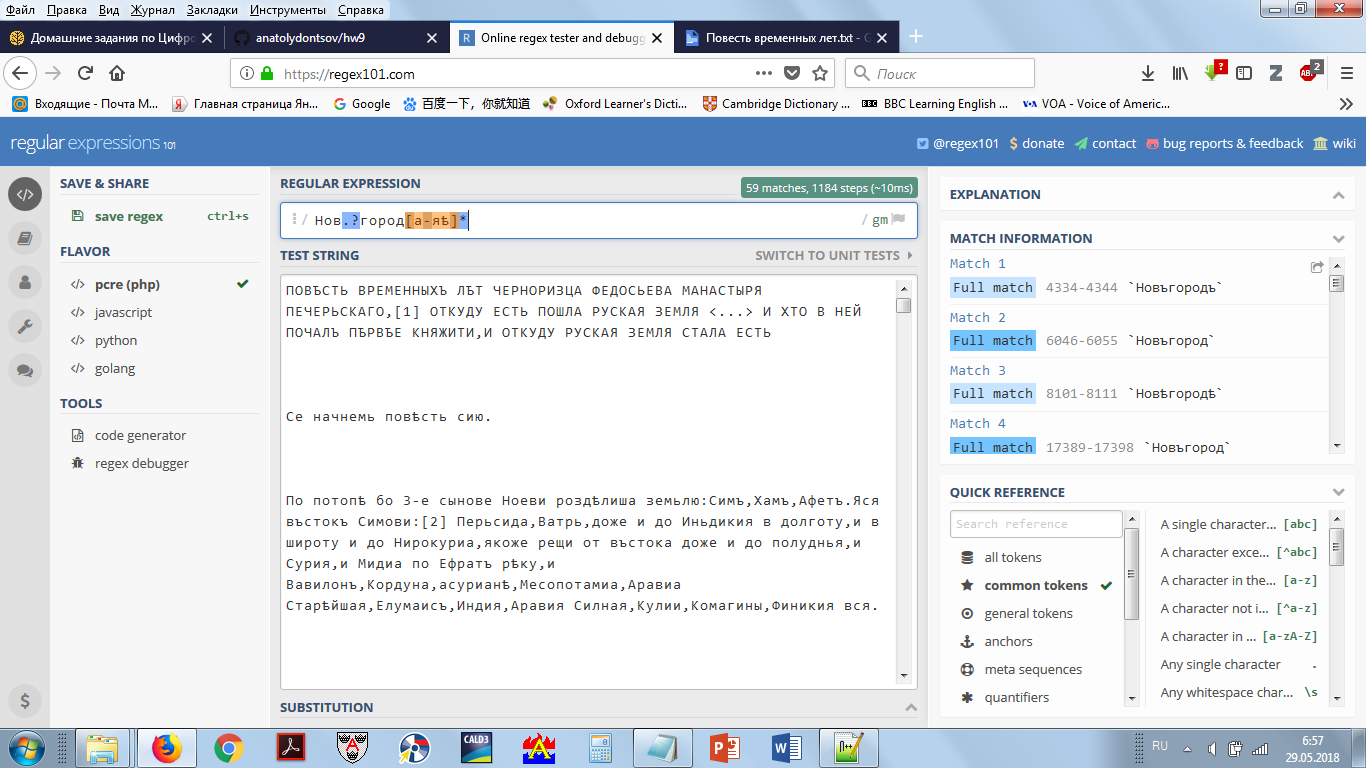 Файл Правка Вид Журнал Закладки Инструменты Справка
Домашние задания по Цифро
anatolydontsov/hw9
Online regex tester and debugg
Повесть временных лет.txt - G
https://regex101.com
Поиск
?
2
Входящие - Почта М...
Главная страница Ян...
Google
百度一下，你就知道
Oxford Learner's Dicti...
Cambridge Dictionary ...
BBC Learning English ...
VOA - Voice of Americ...
regular expressions 101
@regex101
donate
contact
bug reports & feedback
wiki
SAVE & SHARE
save regex ctrl+s
FLAVOR
</> pcre (php)
</> javascript
</> python
</> golang
TOOLS
code generator
regex debugger
REGULAR EXPRESSION
59 matches, 1184 steps (~10ms)
/ Нов.?город[а-яѣ]* / gm
TEST STRING
SWITCH TO UNIT TESTS
ПОВѢСТЬ ВРЕМЕННЫХЪ ЛѢТ ЧЕРНОРИЗЦА ФЕДОСЬЕВА МАНАСТЫРЯ
ПЕЧЕРЬСКАГО,[1] ОТКУДУ ЕСТЬ ПОШЛА РУСКАЯ ЗЕМЛЯ <...> И ХТО В НЕЙ
ПОЧАЛЪ ПѢРВѢЕ КНЯЖИТИ,И ОТКУДУ РУСКАЯ ЗЕМЛЯ СТАЛА ЕСТЬ
Се начнемь повѣсть сию.
По потопѣ бо 3-е сынове Ноеви роздѣлиша земьлю:Симъ,Хамъ,Афетъ.Яся
въстокъ Симови:[2] Перьсида,Ватрь,доже и до Иньдикия в долготу,и в
широту и до Нирокуриа,якоже рещи от въстока доже и до полуднья,и
Сурия,и Мидиа по Ефратъ рѣку,и
Вавилонъ,Кордуна,асурианѣ,Месопотамиа,Аравиа
Старѣйшая,Елумаисъ,Индия,Аравия Силная,Кулии,Комагины,Финикия вся.
SUBSTITUTION
EXPLANATION
MATCH INFORMATION
Match 1
Full match 4334-4344 `Новъгородъ`
Match 2
Full match 6046-6055 `Новъгород`
Match 3
Full match 8101-8111 `Новѣгородѣ`
Match 4
Full match 17389-17398 `Новъгород`
QUICK REFERENCE
Search reference
all tokens
common tokens
general tokens
anchors
meta sequences
quantifiers
A single character... [abc]
A character exce... [^abc]
A character in the... [a-z]
A character not i... [^a-z]
A character in ... [a-zA-Z]
Any single character .
Any whitespace char... \s
CALD3
RU
6:57
29.05.2018